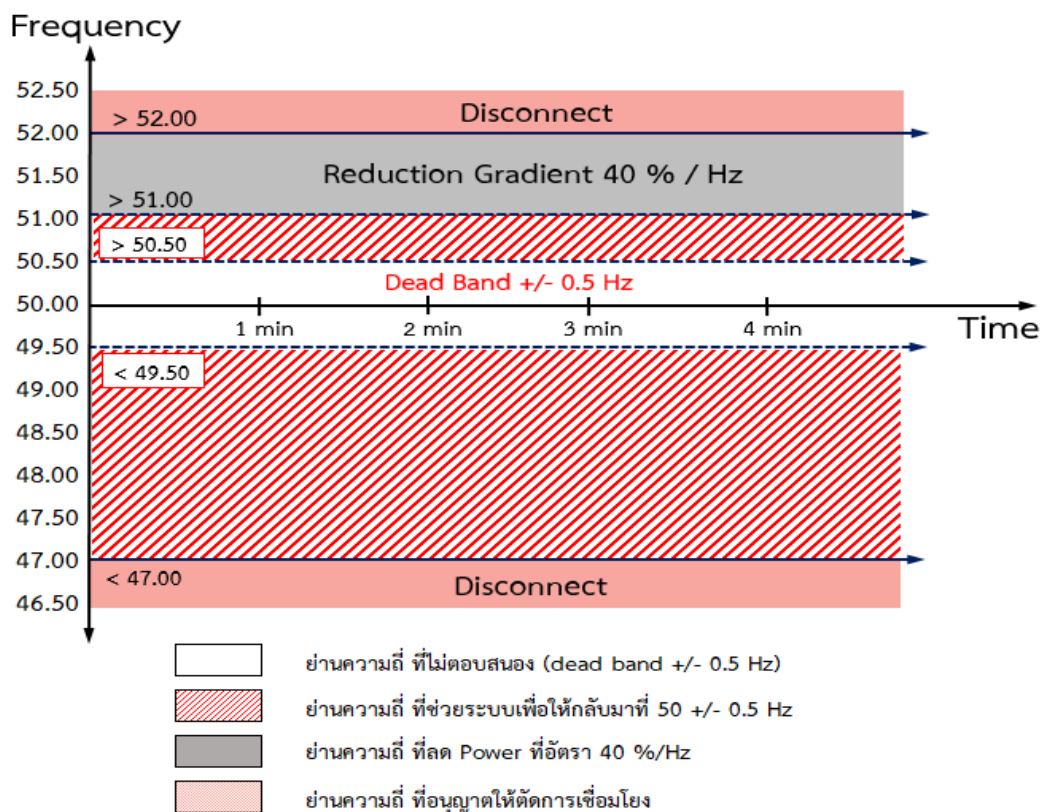 Frequency
52.50
> 52.00
Disconnect
52.00
51.50
Reduction Gradient 40 % / Hz
> 51.00
51.00
> 50.50
50.50
Dead Band +/- 0.5 Hz
50.00
1 min
2 min
3 min
4 min
Time
49.50
< 49.50
49.00
48.50
48.00
47.50
47.00
< 47.00
Disconnect
46.50
ย่านความถี่ ที่ไม่ตอบสนอง (dead band +/- 0.5 Hz)
ย่านความถี่ ที่ช่วยระบบเพื่อให้กลับมาที่ 50 +/- 0.5 Hz
ย่านความถี่ ที่ลด Power ที่อัตรา 40 %/Hz
ย่านความถี่ ที่อนุญาตให้ตัดการเชื่อมโยง